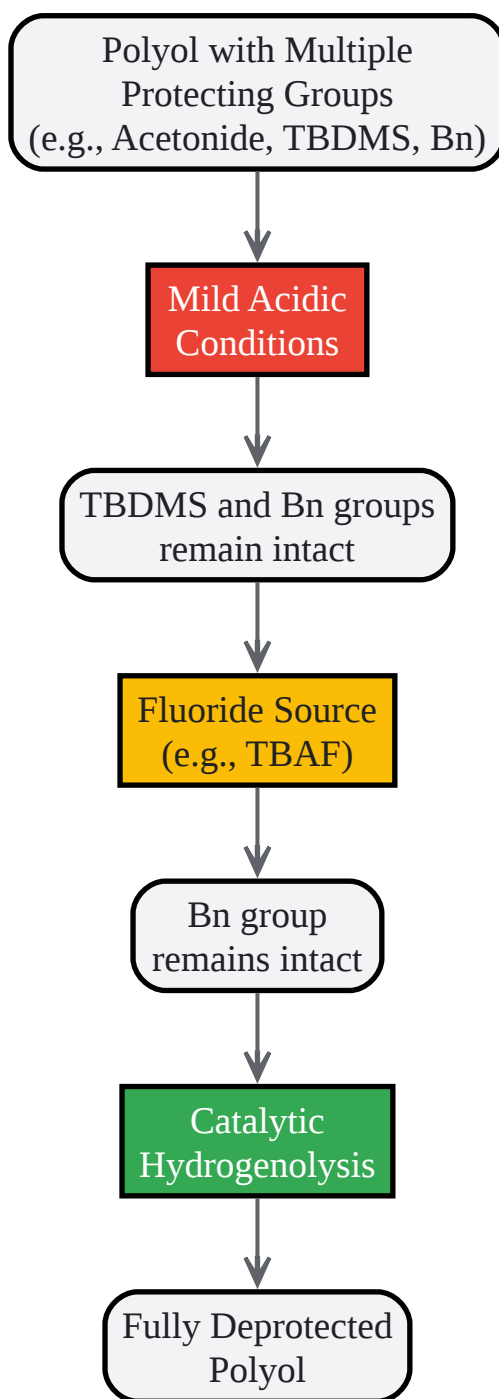 Polyol with Multiple
Protecting Groups
(e.g., Acetonide, TBDMS, Bn)
Mild Acidic
Conditions
TBDMS and Bn groups
remain intact
Fluoride Source
(e.g., TBAF)
Bn group
remains intact
Catalytic
Hydrogenolysis
Fully Deprotected
Polyol